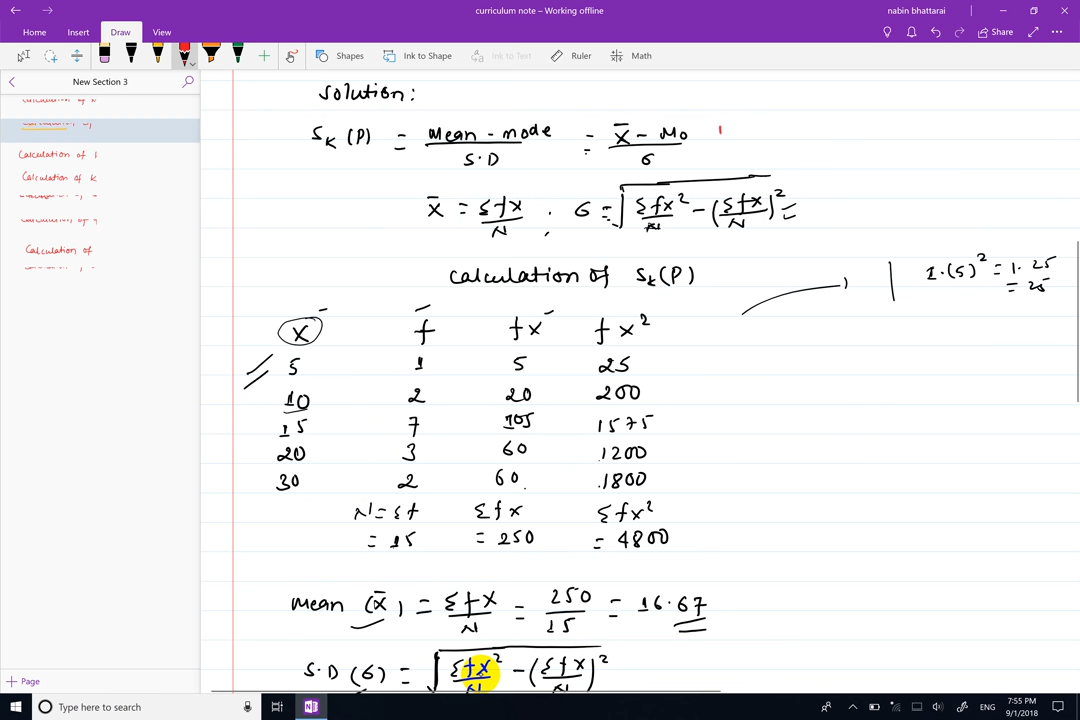 curriculum note – Working offline
nabin bhattarai
Home Insert Draw View
Share
Shapes Ink to Shape Ink to Text Ruler Math
New Section 3
Calculation of
Calculation of
Calculation of
Calculation of
Page
Solution:
Sk (P) = Mean - mode / S.D = x̄ - Mo / σ
x̄ = Σfx / N , σ = √ Σfx² / N - (Σfx / N)² =
1.(5)² = 1.25
= 25
Calculation of Sk(P)
x f fx fx²
5 1 5 25
10 2 20 200
15 7 105 1575
20 3 60 1200
30 2 60 1800
N = Σf Σfx Σfx²
= 15 = 250 = 4800
Mean (x̄) = Σfx / N = 250 / 15 = 16.67
S.D (σ) = √ Σfx² / N - (Σfx / N)²
Type here to search
ENG
7:55 PM
9/1/2018